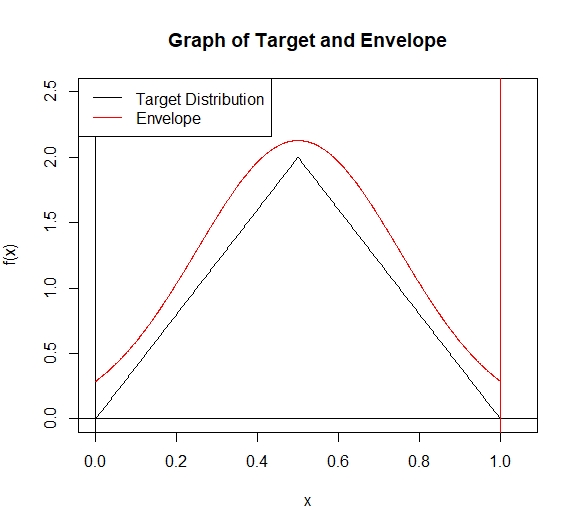 Graph of Target and Envelope
Target Distribution
Envelope
2.5
2.0
1.5
1.0
0.5
0.0
f(x)
0.0 0.2 0.4 0.6 0.8 1.0
x